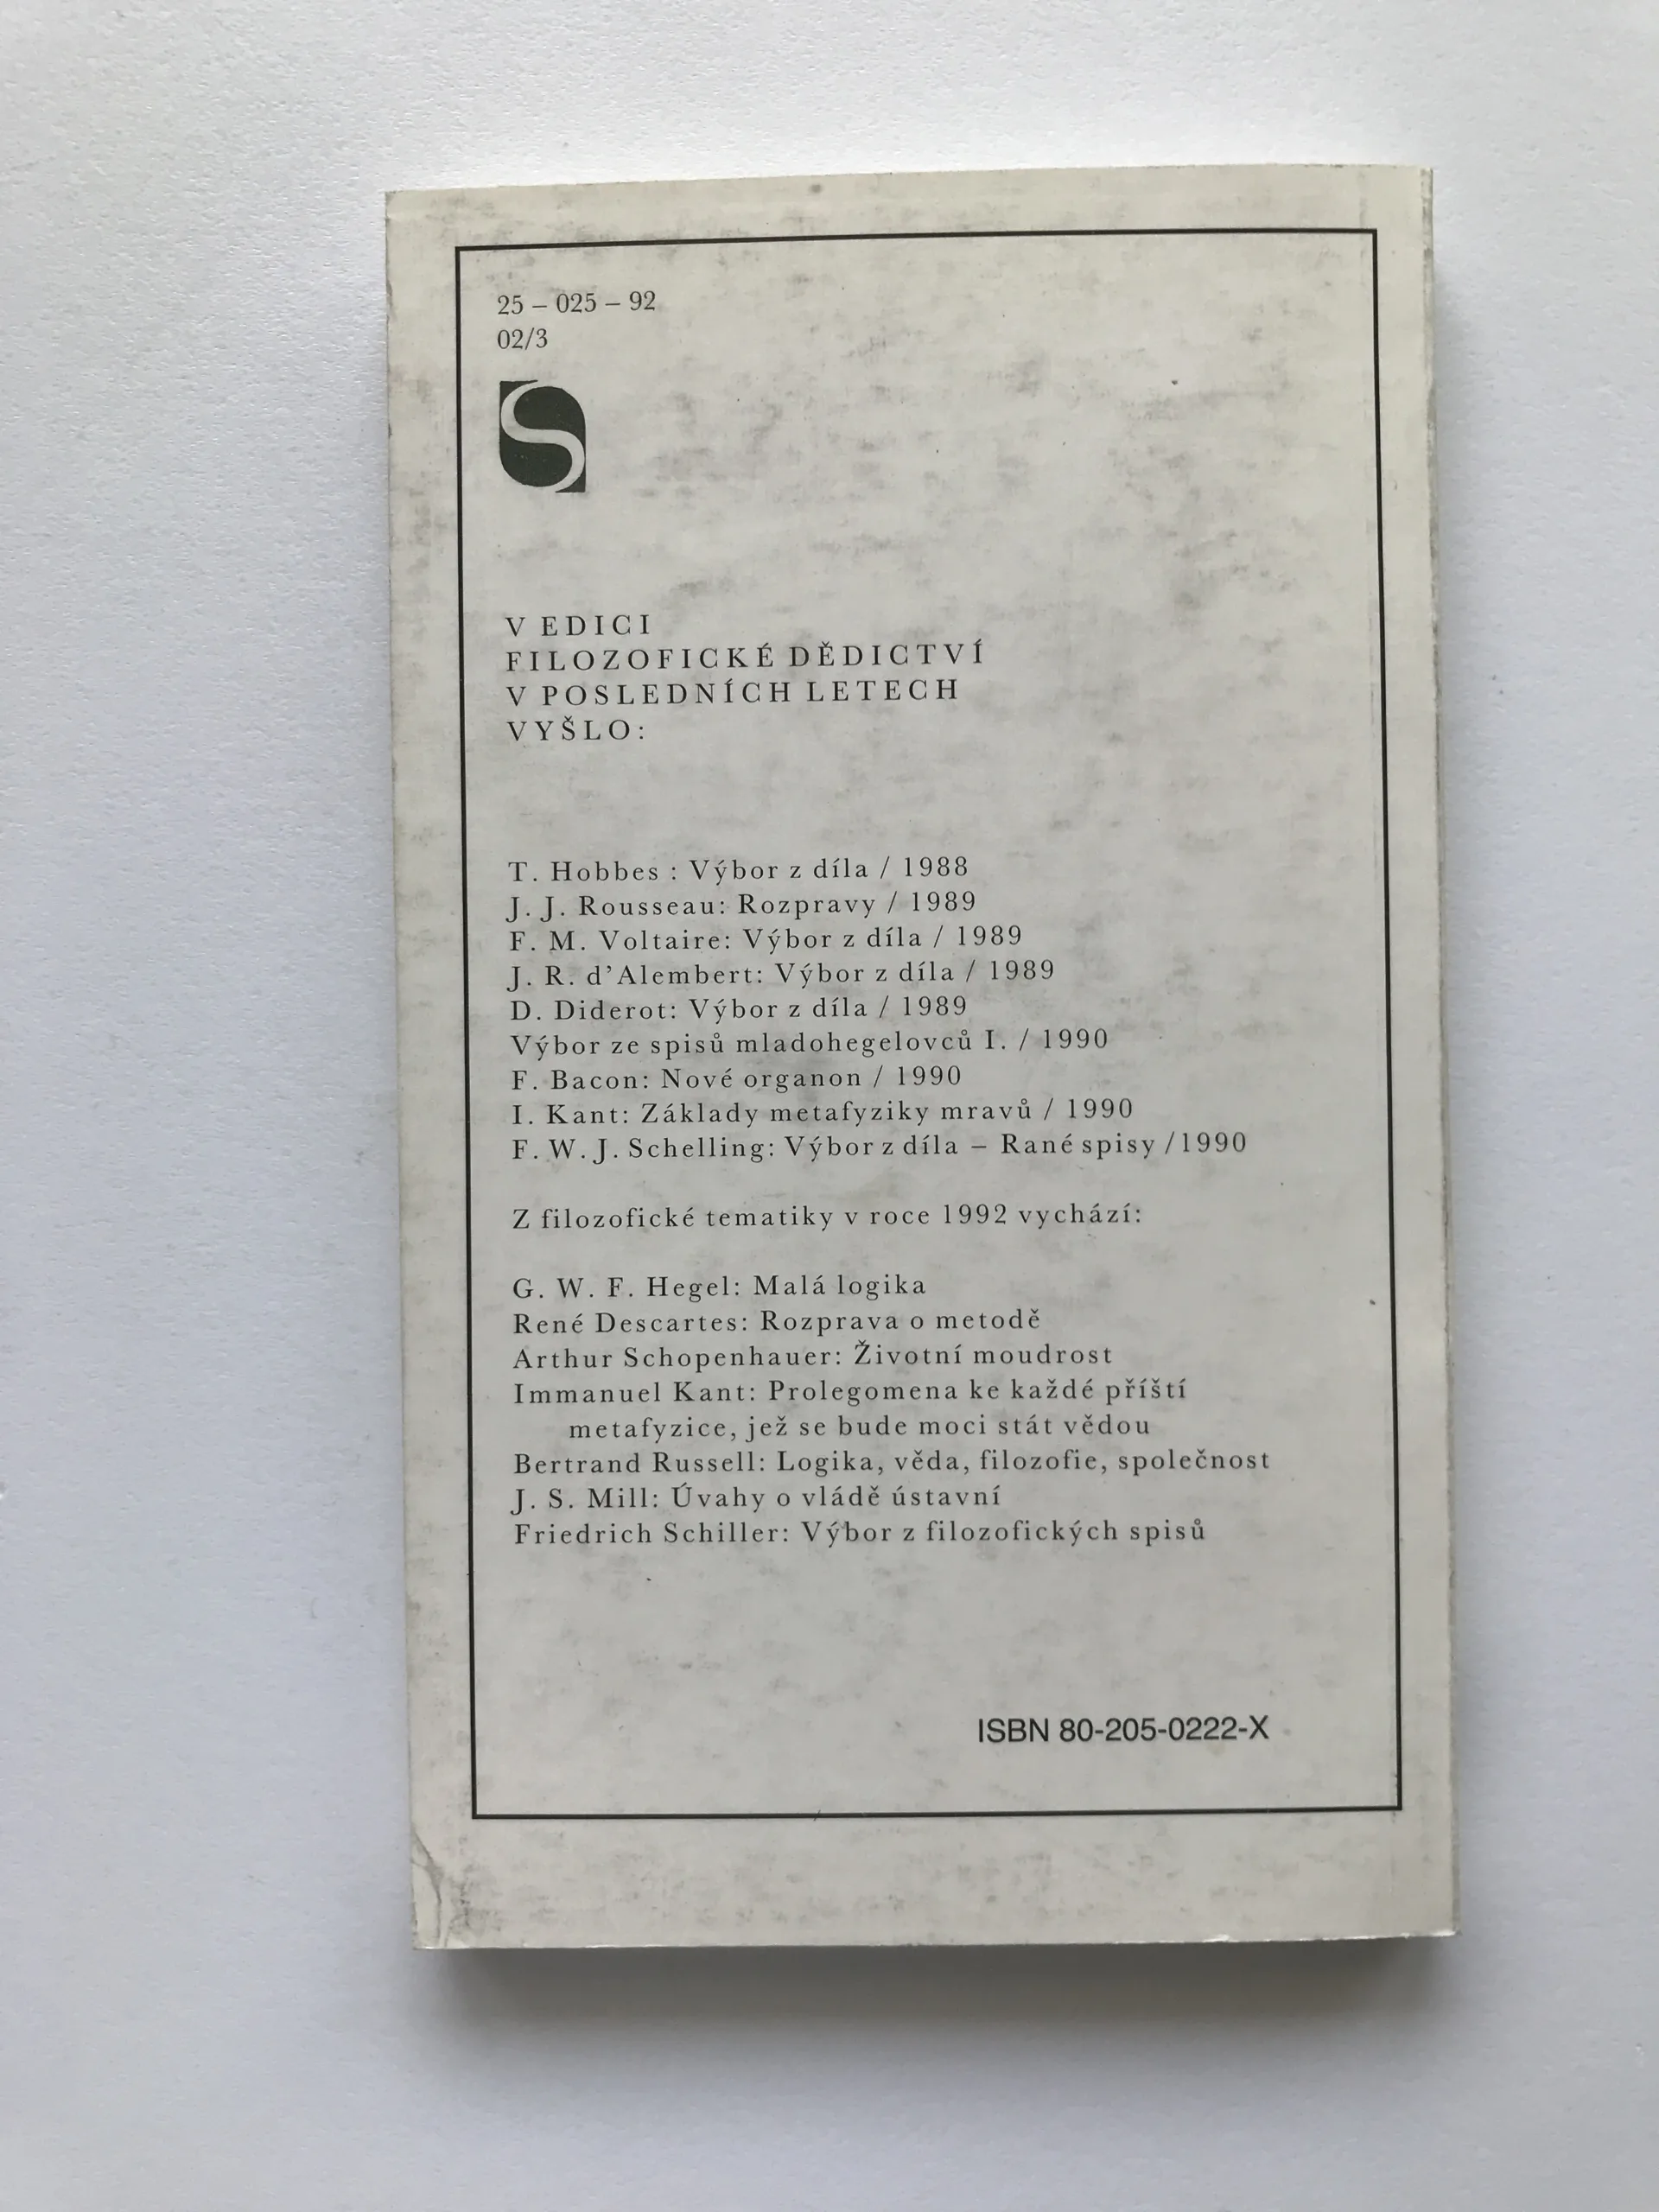 25 – 025 – 92
02/3
S
V EDICI
FILOZOFICKÉ DĚDICTVÍ
V POSLEDNÍCH LETECH
VYŠLO:
T. Hobbes : Výbor z díla / 1988
J. J. Rousseau: Rozpravy / 1989
F. M. Voltaire: Výbor z díla / 1989
J. R. d’Alembert: Výbor z díla / 1989
D. Diderot: Výbor z díla / 1989
Výbor ze spisů mladohegelovců I. / 1990
F. Bacon: Nové organon / 1990
I. Kant: Základy metafyziky mravů / 1990
F. W. J. Schelling: Výbor z díla – Rané spisy /1990
Z filozofické tematiky v roce 1992 vychází:
G. W. F. Hegel: Malá logika
René Descartes: Rozprava o metodě
Arthur Schopenhauer: Životní moudrost
Immanuel Kant: Prolegomena ke každé příští
metafyzice, jež se bude moci stát vědou
Bertrand Russell: Logika, věda, filozofie, společnost
J. S. Mill: Úvahy o vládě ústavní
Friedrich Schiller: Výbor z filozofických spisů
ISBN 80-205-0222-X